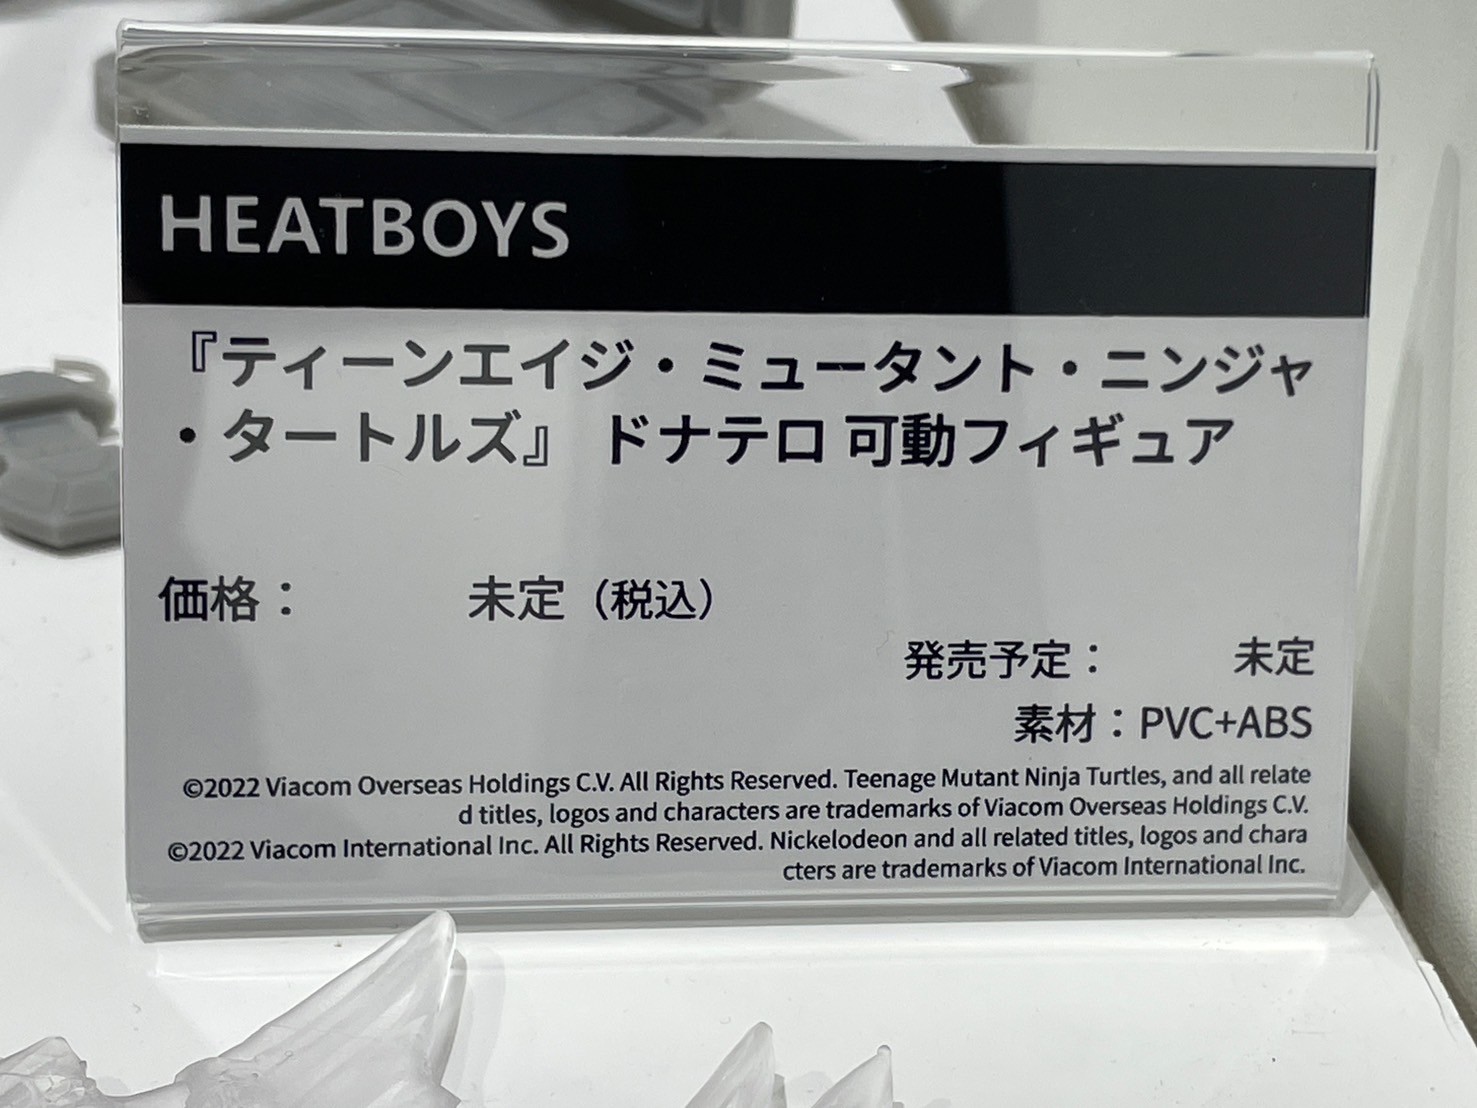 HEATBOYS
『ティーンエイジ・ミュータント・ニンジャ
・タートルズ』 ドナテロ 可動フィギュア
価格： 未定（税込）
発売予定： 未定
素材：PVC+ABS
©2022 Viacom Overseas Holdings C.V. All Rights Reserved. Teenage Mutant Ninja Turtles, and all relate
d titles, logos and characters are trademarks of Viacom Overseas Holdings C.V.
©2022 Viacom International Inc. All Rights Reserved. Nickelodeon and all related titles, logos and chara
cters are trademarks of Viacom International Inc.